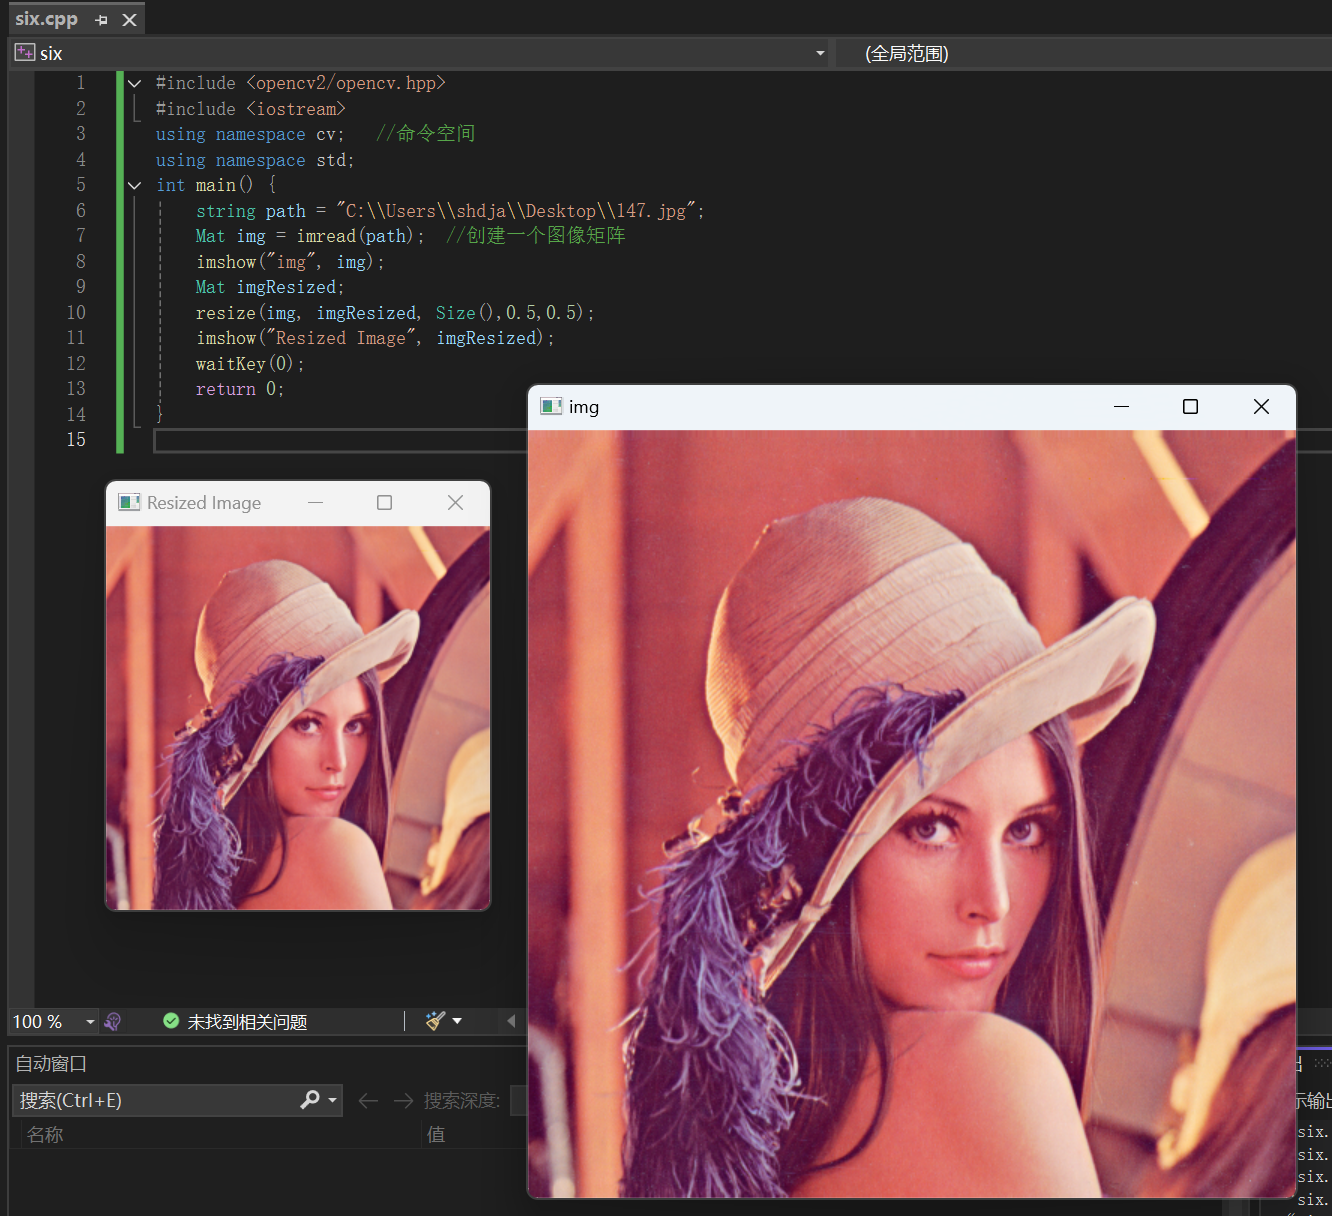 six.cpp
six
(全局范围)
1 #include <opencv2/opencv.hpp>
2 #include <iostream>
3 using namespace cv;   //命令空间
4 using namespace std;
5 int main() {
6 string path = "C:\\Users\\shdja\\Desktop\\147.jpg";
7 Mat img = imread(path);  //创建一个图像矩阵
8 imshow("img", img);
9 Mat imgResized;
10 resize(img, imgResized, Size(),0.5,0.5);
11 imshow("Resized Image", imgResized);
12 waitKey(0);
13 return 0;
14 }
15
img
Resized Image
100 %
未找到相关问题
自动窗口
搜索(Ctrl+E)
搜索深度:
名称
值
出
示输出
six.
six.
six.
six.